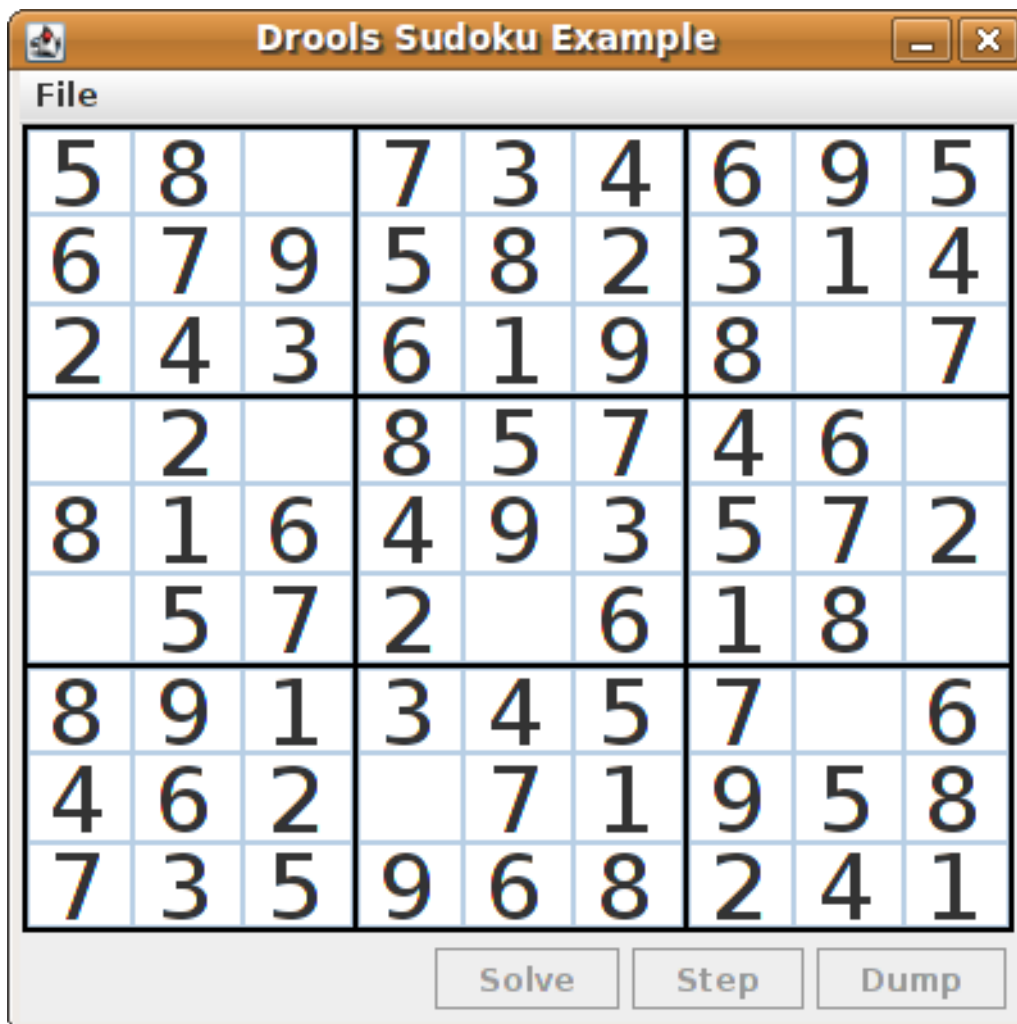 Drools Sudoku Example
File
5 8 7 3 4 6 9 5
6 7 9 5 8 2 3 1 4
2 4 3 6 1 9 8 7
2 8 5 7 4 6
8 1 6 4 9 3 5 7 2
5 7 2 6 1 8
8 9 1 3 4 5 7 6
4 6 2 7 1 9 5 8
7 3 5 9 6 8 2 4 1
Solve Step Dump